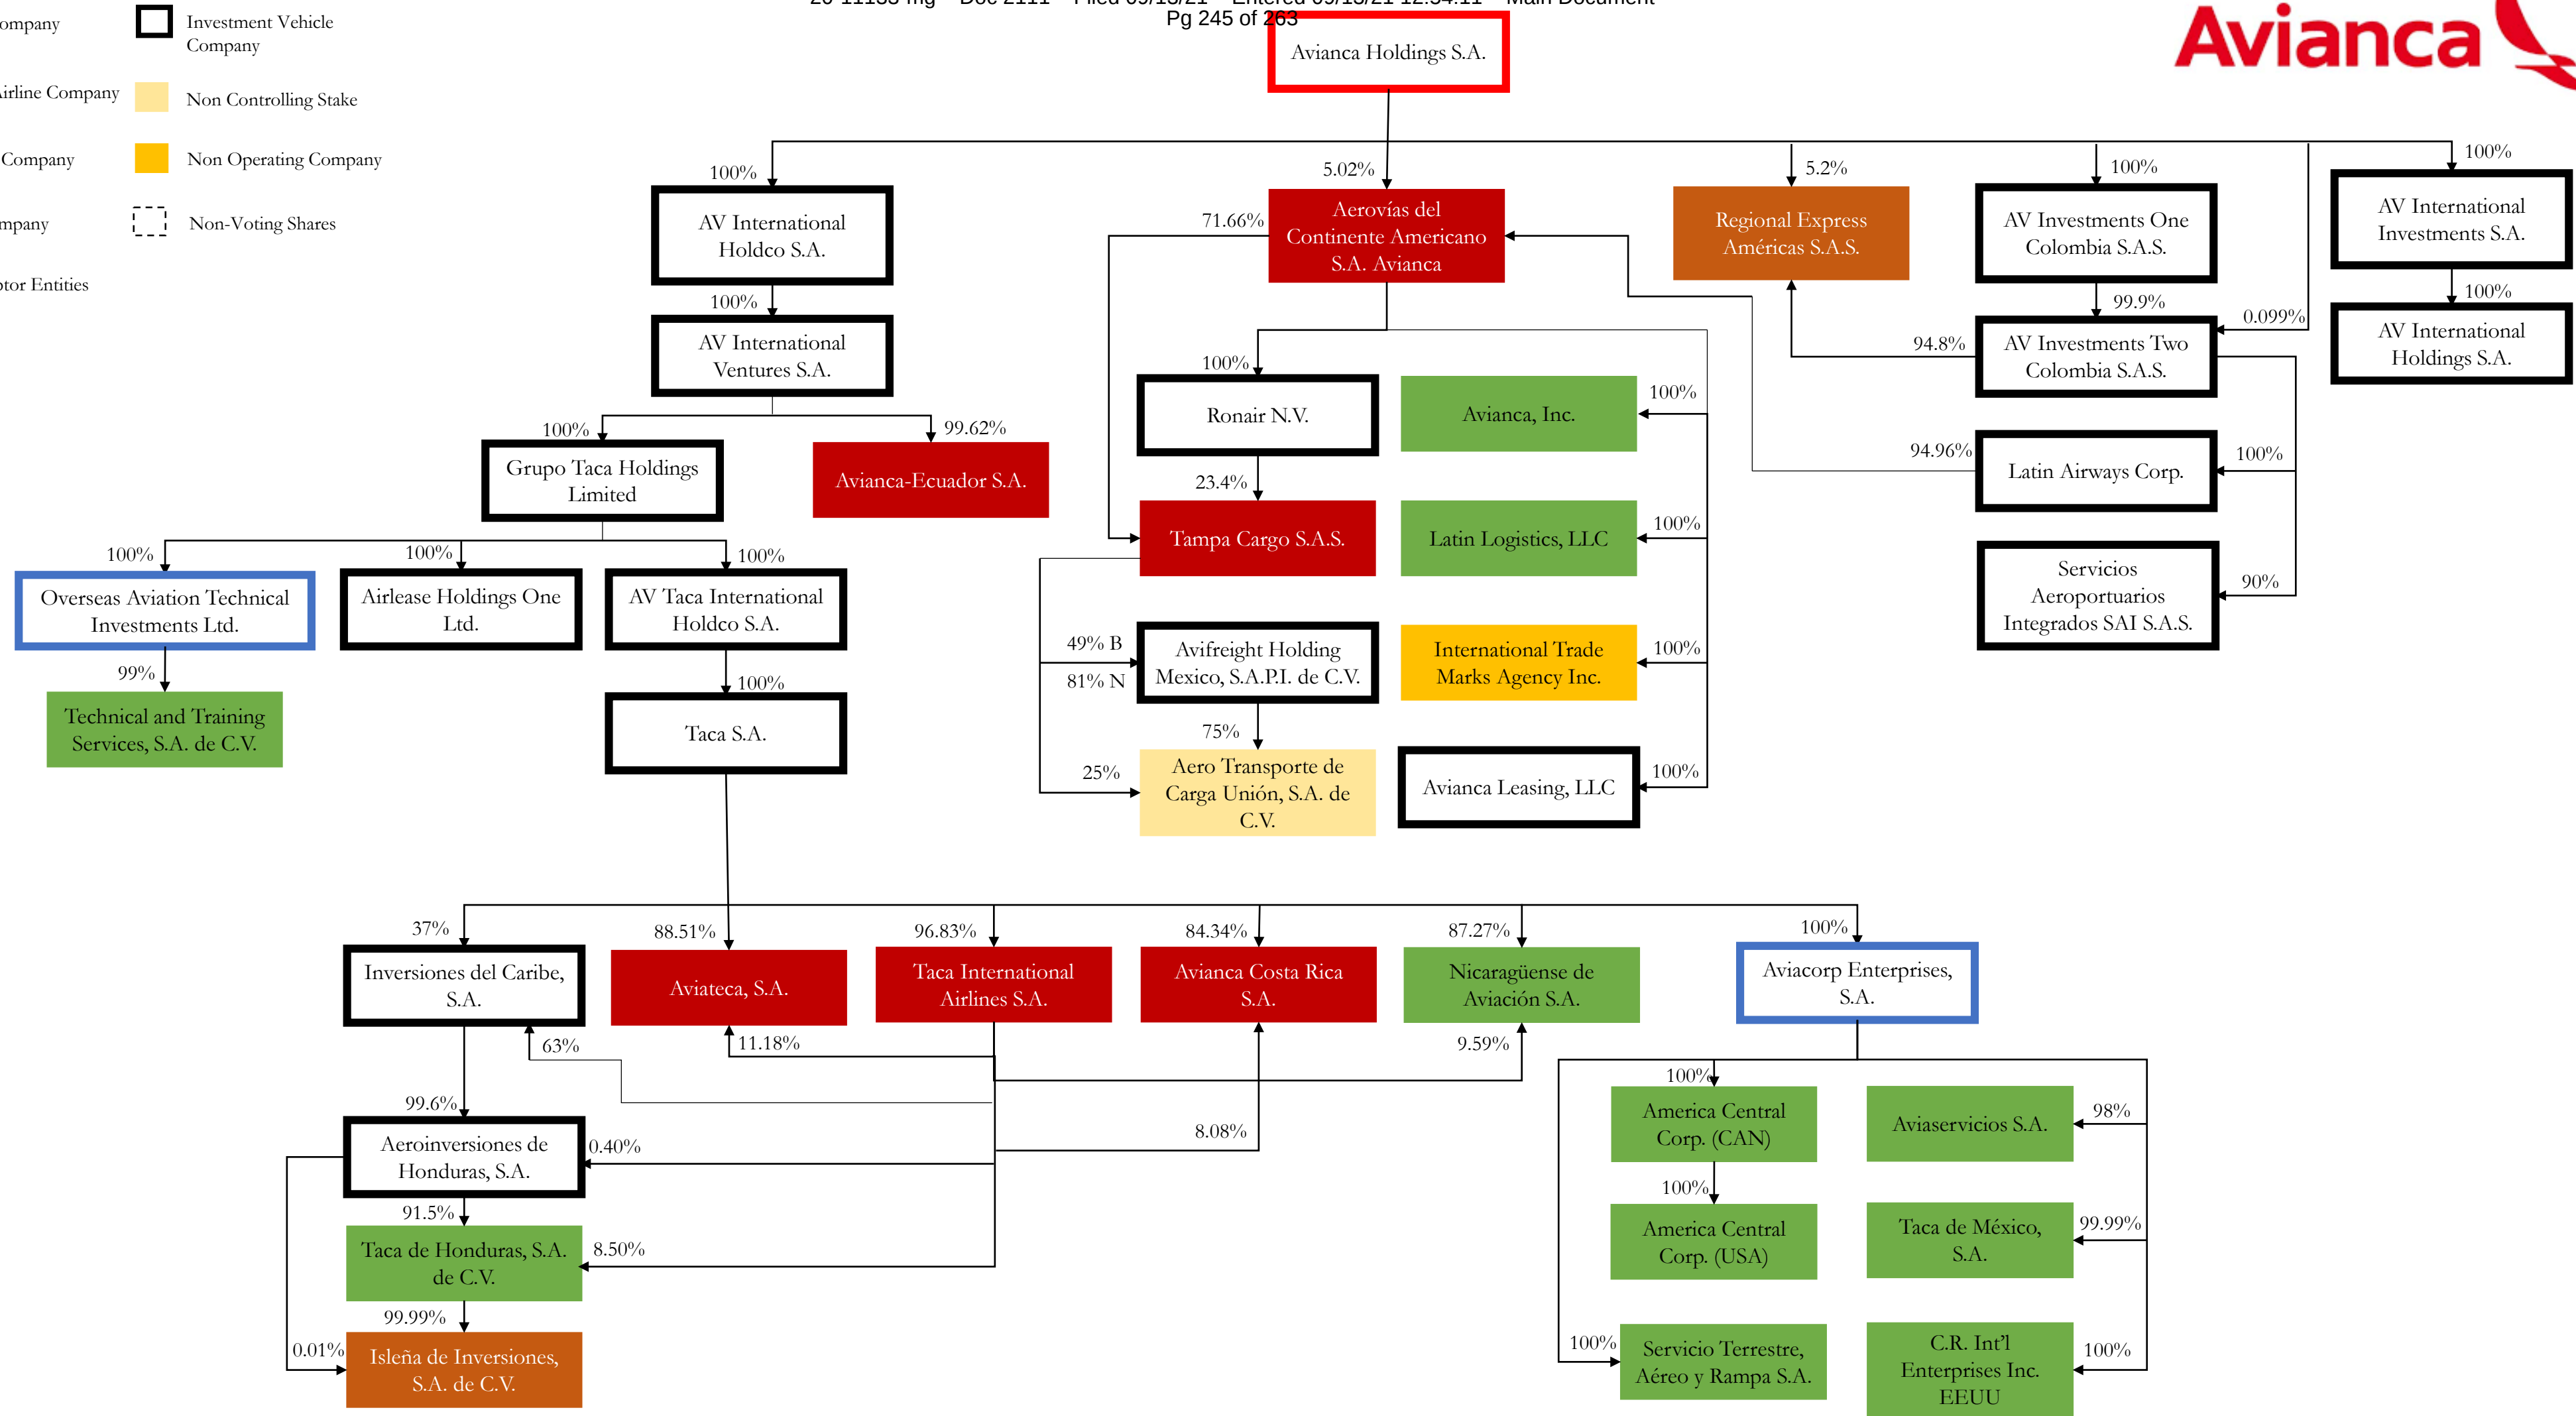 Pg 245 of 263
Investment Vehicle
Company
Non Controlling Stake
Airline Company
Non Operating Company
Company
Non-Voting Shares
Entities
Avianca
Avianca Holdings S.A.
100%
5.02%
5.2%
100%
100%
AV International
Holdco S.A.
71.66%
Aerovías del
Continente Americano
S.A. Avianca
Regional Express
Américas S.A.S.
AV Investments One
Colombia S.A.S.
AV International
Investments S.A.
100%
99.9%
0.099%
100%
AV International
Ventures S.A.
94.8%
AV Investments Two
Colombia S.A.S.
AV International
Holdings S.A.
100%
99.62%
100%
Ronair N.V.
Avianca, Inc.
100%
Grupo Taca Holdings
Limited
Avianca-Ecuador S.A.
23.4%
94.96%
Latin Airways Corp.
100%
Tampa Cargo S.A.S.
Latin Logistics, LLC
100%
Servicios
Aeroportuarios
Integrados SAI S.A.S.
90%
100%
100%
100%
Overseas Aviation Technical
Investments Ltd.
Airlease Holdings One
Ltd.
AV Taca International
Holdco S.A.
99%
100%
49% B
81% N
Avifreight Holding
Mexico, S.A.P.I. de C.V.
International Trade
Marks Agency Inc.
100%
Technical and Training
Services, S.A. de C.V.
Taca S.A.
75%
25%
Aero Transporte de
Carga Unión, S.A. de
C.V.
Avianca Leasing, LLC
100%
37%
88.51%
96.83%
84.34%
87.27%
100%
Inversiones del Caribe,
S.A.
Aviateca, S.A.
Taca International
Airlines S.A.
Avianca Costa Rica
S.A.
Nicaragüense de
Aviación S.A.
Aviacorp Enterprises,
S.A.
63%
11.18%
9.59%
100%
99.6%
8.08%
America Central
Corp. (CAN)
Aviaservicios S.A.
98%
Aeroinversiones de
Honduras, S.A.
0.40%
100%
91.5%
America Central
Corp. (USA)
Taca de México,
S.A.
99.99%
Taca de Honduras, S.A.
de C.V.
8.50%
99.99%
0.01%
Isleña de Inversiones,
S.A. de C.V.
100%
Servicio Terrestre,
Aéreo y Rampa S.A.
C.R. Int'l
Enterprises Inc.
EEUU
100%